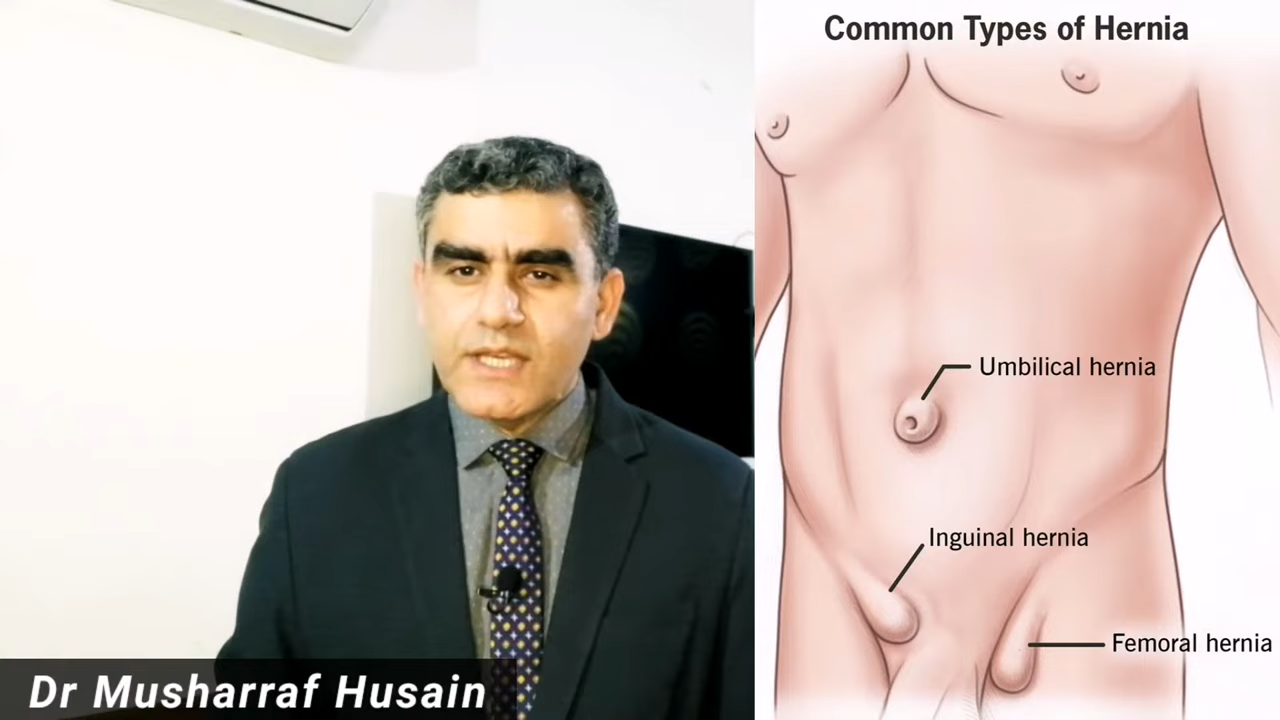 Common Types of Hernia
Umbilical hernia
Inguinal hernia
Femoral hernia
Dr Musharraf Husain